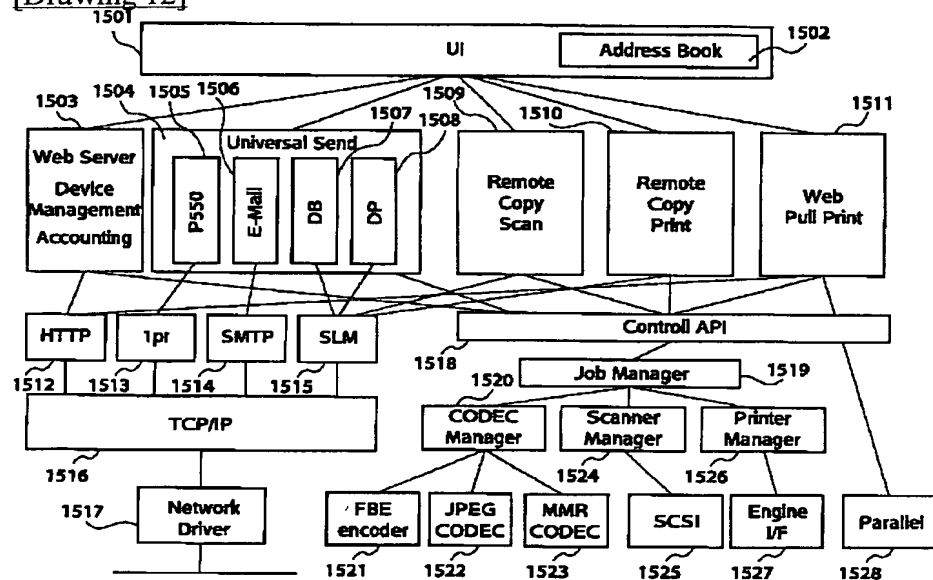 [Drawing 12]
1501
UI
Address Book
1502
1503
1504
1505
1506
1507
1508
1509
1510
1511
Web Server
Device
Management
Accounting
Universal Send
P550
E-Mail
DB
DP
Remote
Copy
Scan
Remote
Copy
Print
Web
Pull Print
HTTP
1pr
SMTP
SLM
Controll API
1512
1513
1514
1515
1518
Job Manager
1519
1520
TCP/IP
CODEC
Manager
Scanner
Manager
Printer
Manager
1516
1524
1526
1517
Network
Driver
FBE
encoder
JPEG
CODEC
MMR
CODEC
SCSI
Engine
I/F
Parallel
1521
1522
1523
1525
1527
1528